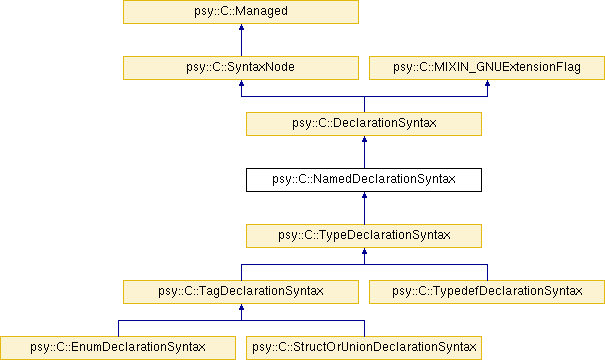 psy::C::Managed
psy::C::SyntaxNode
psy::C::MIXIN_GNUExtensionFlag
psy::C::DeclarationSyntax
psy::C::NamedDeclarationSyntax
psy::C::TypeDeclarationSyntax
psy::C::TagDeclarationSyntax
psy::C::TypedefDeclarationSyntax
psy::C::EnumDeclarationSyntax
psy::C::StructOrUnionDeclarationSyntax